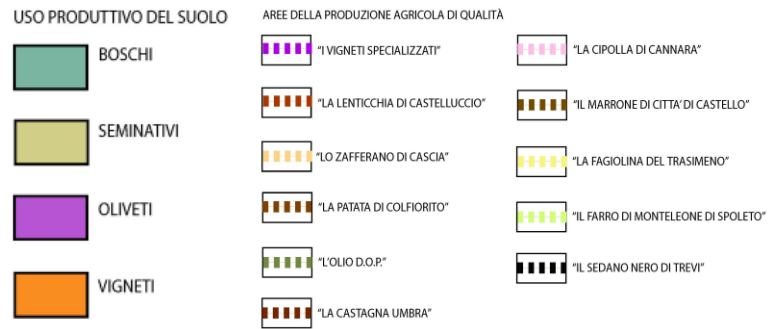 USO PRODUTTIVO DEL SUOLO
BOSCHI
SEMINATIVI
OLIVETI
VIGNETI
AREE DELLA PRODUZIONE AGRICOLA DI QUALITÀ
"I VIGNETI SPECIALIZZATI"
"LA LENTICCHIA DI CASTELLUCCIO"
"LO ZAFFERANO DI CASCIA"
"LA PATATA DI COLFIORITO"
"L'OLIO D.O.P."
"LA CASTAGNA UMBRA"
"LA CIPOLLA DI CANNARA"
"IL MARRONE DI CITTA' DI CASTELLO"
"LA FAGIOLINA DEL TRASIMENO"
"IL FARRO DI MONTELEONE DI SPOLETO"
"IL SEDANO NERO DI TREVI"